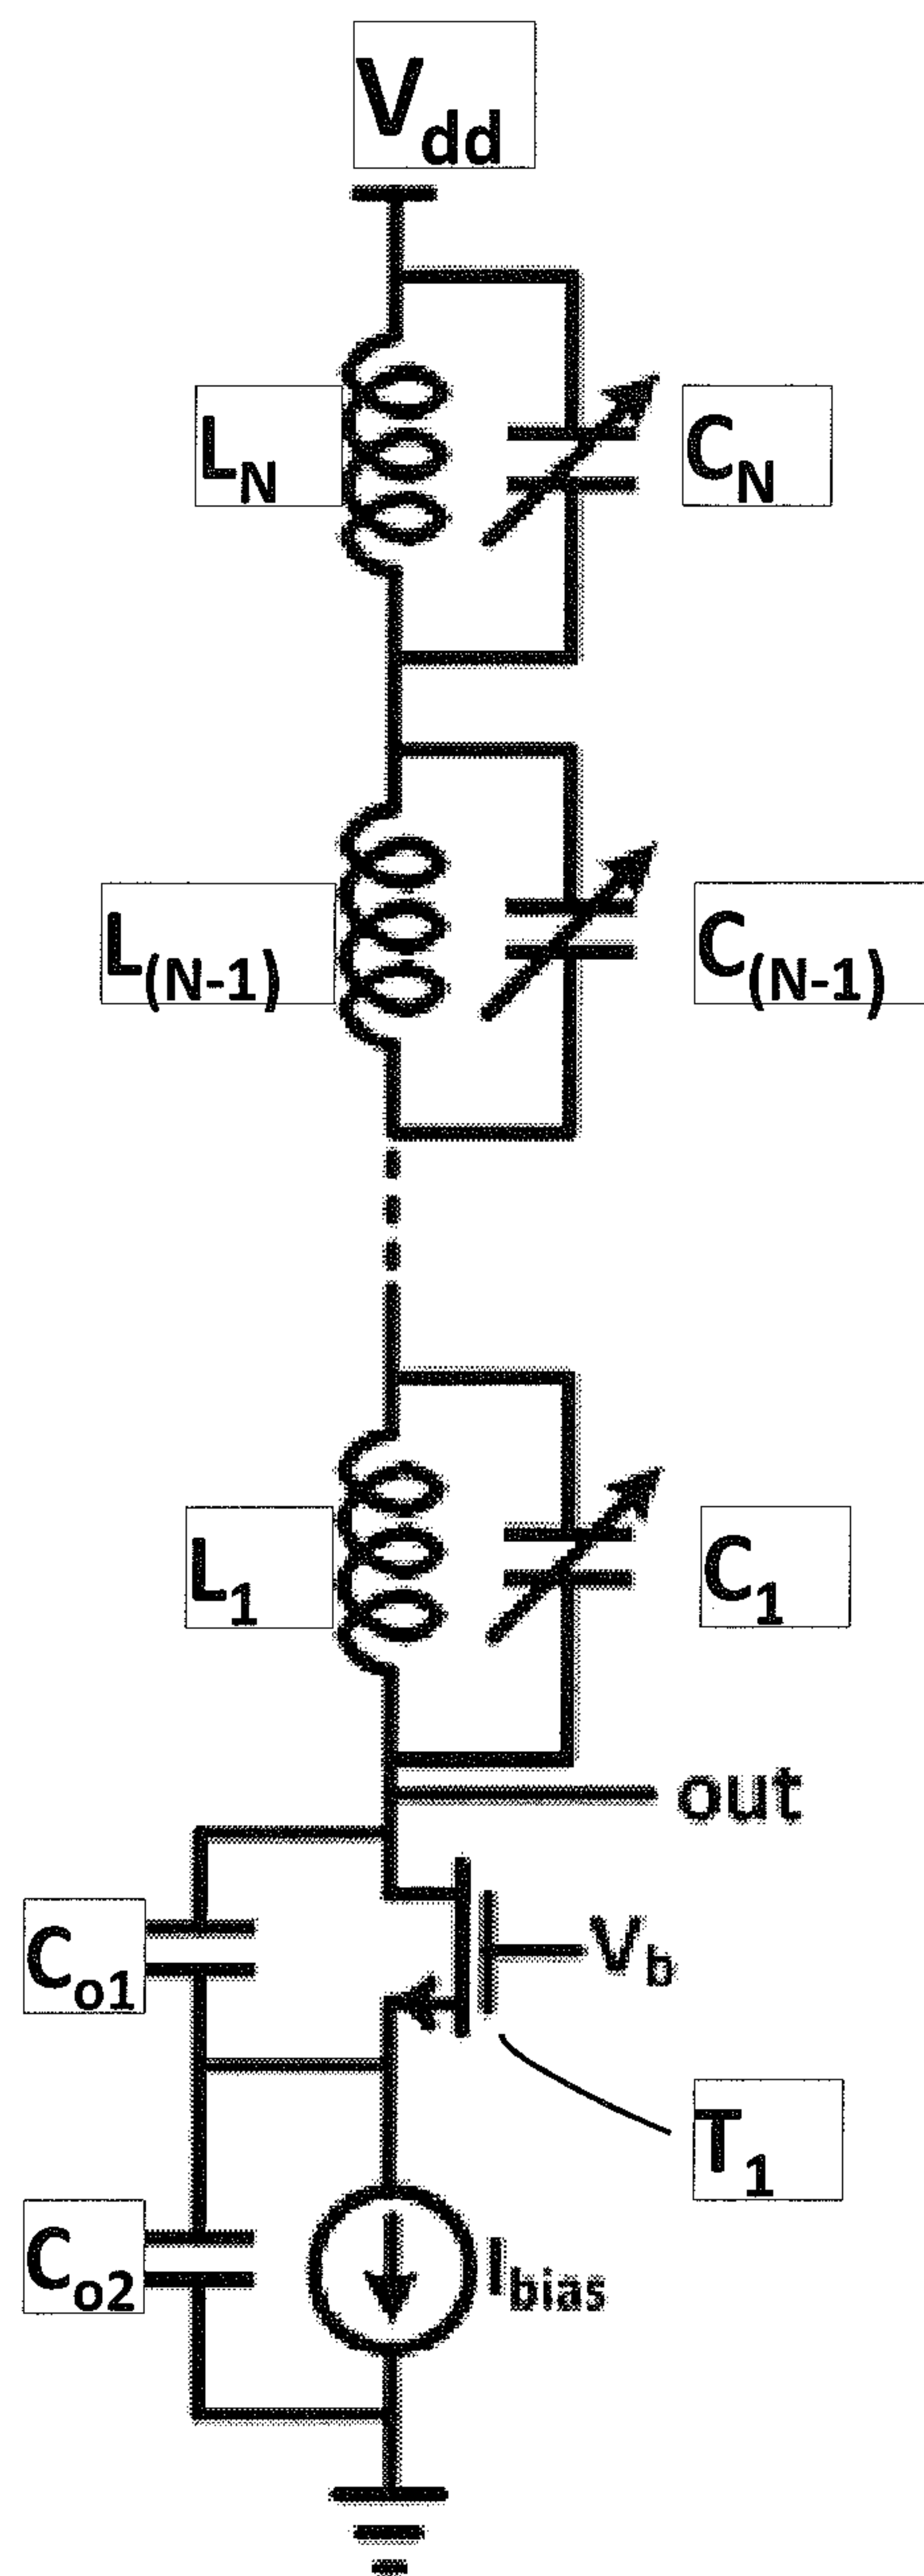 Vdd
LN
CN
L(N-1)
C(N-1)
L1
C1
out
Co1
Vb
T1
Co2
Ibias